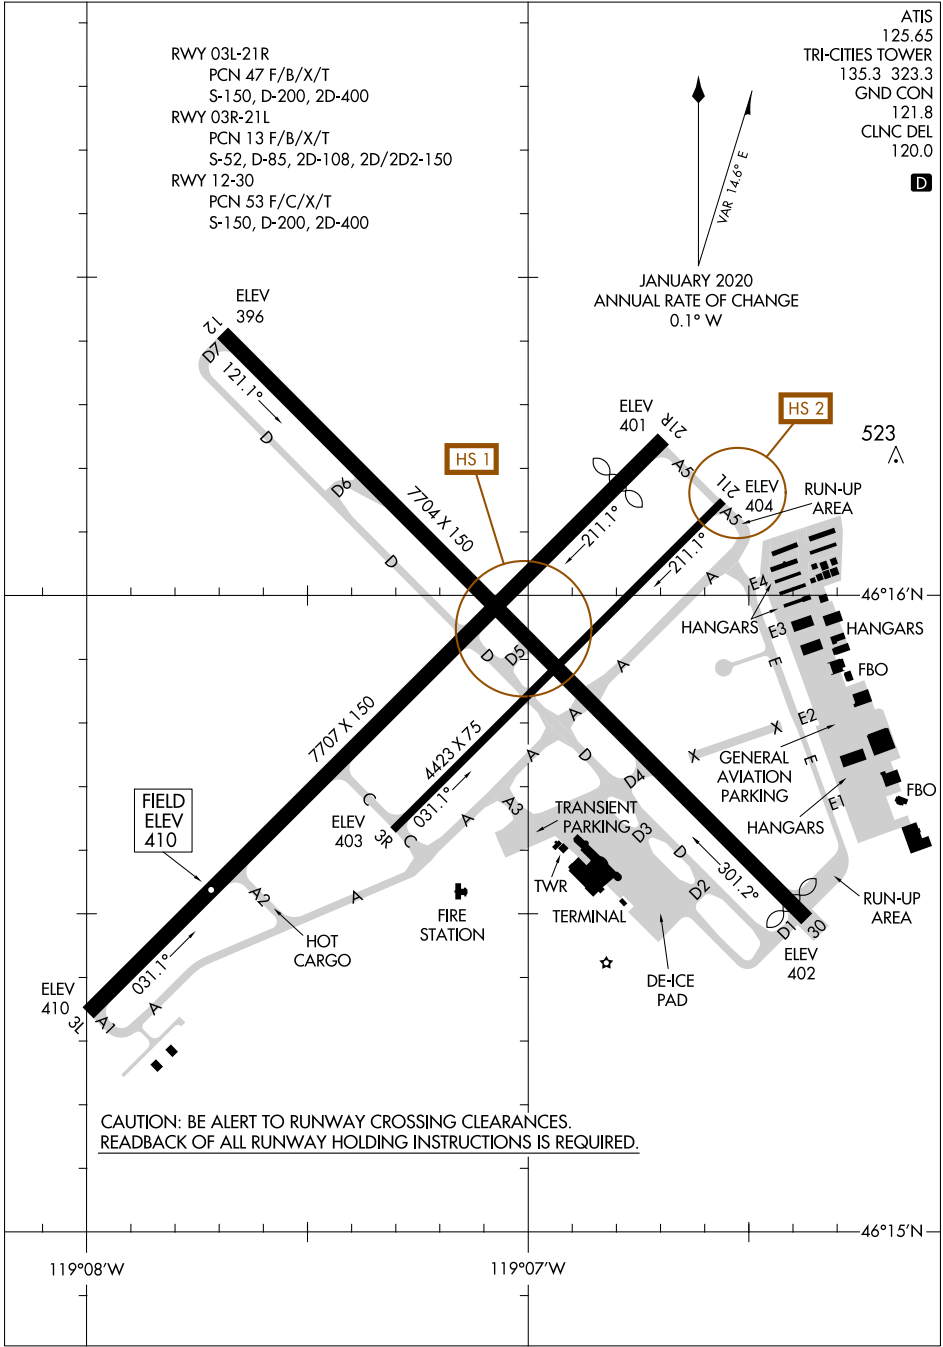 RWY 03L-21R
PCN 47 F/B/X/T
S-150, D-200, 2D-400
RWY 03R-21L
PCN 13 F/B/X/T
S-52, D-85, 2D-108, 2D/2D2-150
RWY 12-30
PCN 53 F/C/X/T
S-150, D-200, 2D-400
ATIS
125.65
TRI-CITIES TOWER
135.3 323.3
GND CON
121.8
CLNC DEL
120.0
D
VAR 14.6° E
JANUARY 2020
ANNUAL RATE OF CHANGE
0.1° W
ELEV
396
12
D7
121.1°
D
D6
7704 X 150
D
HS 1
ELEV
401
21R
A5
HS 2
523
21L
ELEV
404
A5
RUN-UP
AREA
211.1°
211.1°
A
E4
46°16'N
HANGARS
E3
HANGARS
E
FBO
D
D5
A
7707 X 150
4423 X 75
A
X
E2
A
D
X
E
GENERAL
AVIATION
PARKING
D4
FIELD
ELEV
410
C
031.1°
A3
TRANSIENT
PARKING
E1
FBO
ELEV
403
3R
C
A
D3
HANGARS
D
301.2°
TWR
D2
A2
A
FIRE
STATION
TERMINAL
RUN-UP
AREA
D1
30
HOT
CARGO
ELEV
402
031.1°
DE-ICE
PAD
ELEV
410
3L
A1
A
CAUTION: BE ALERT TO RUNWAY CROSSING CLEARANCES.
READBACK OF ALL RUNWAY HOLDING INSTRUCTIONS IS REQUIRED.
46°15'N
119°08'W
119°07'W